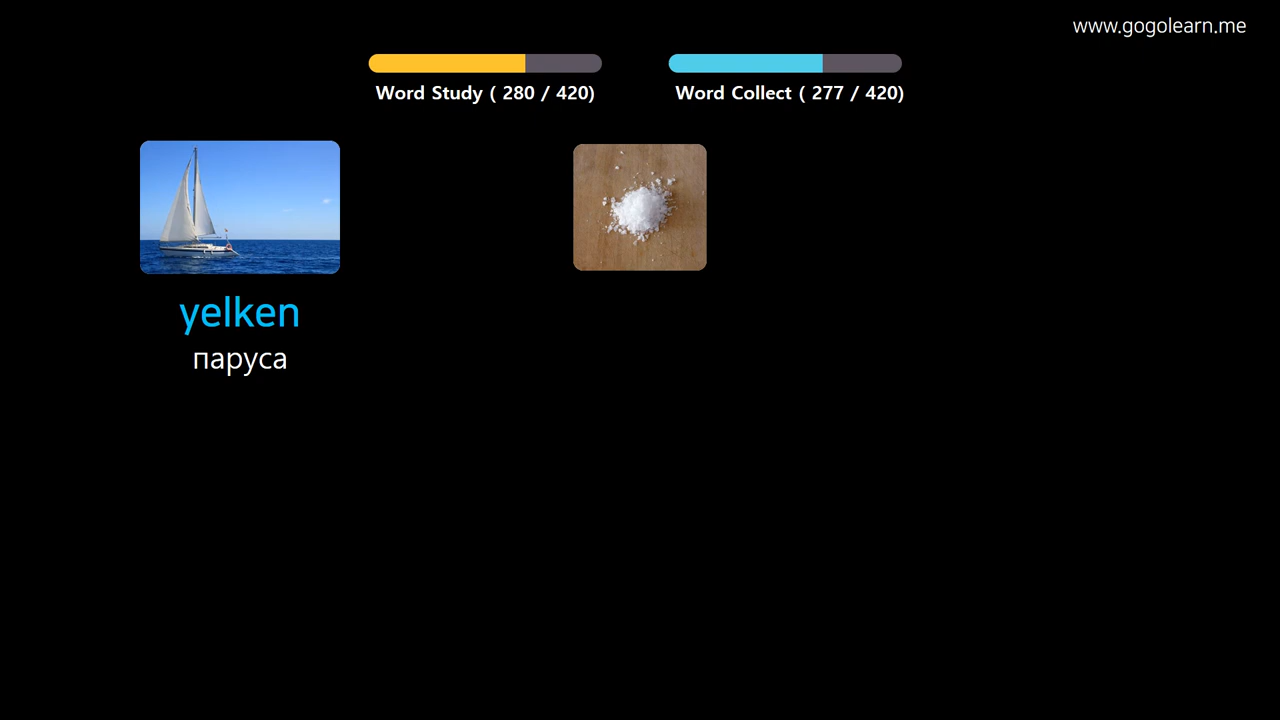 www.gogolearn.me
Word Study ( 280 / 420)
Word Collect ( 277 / 420)
yelken
паруса